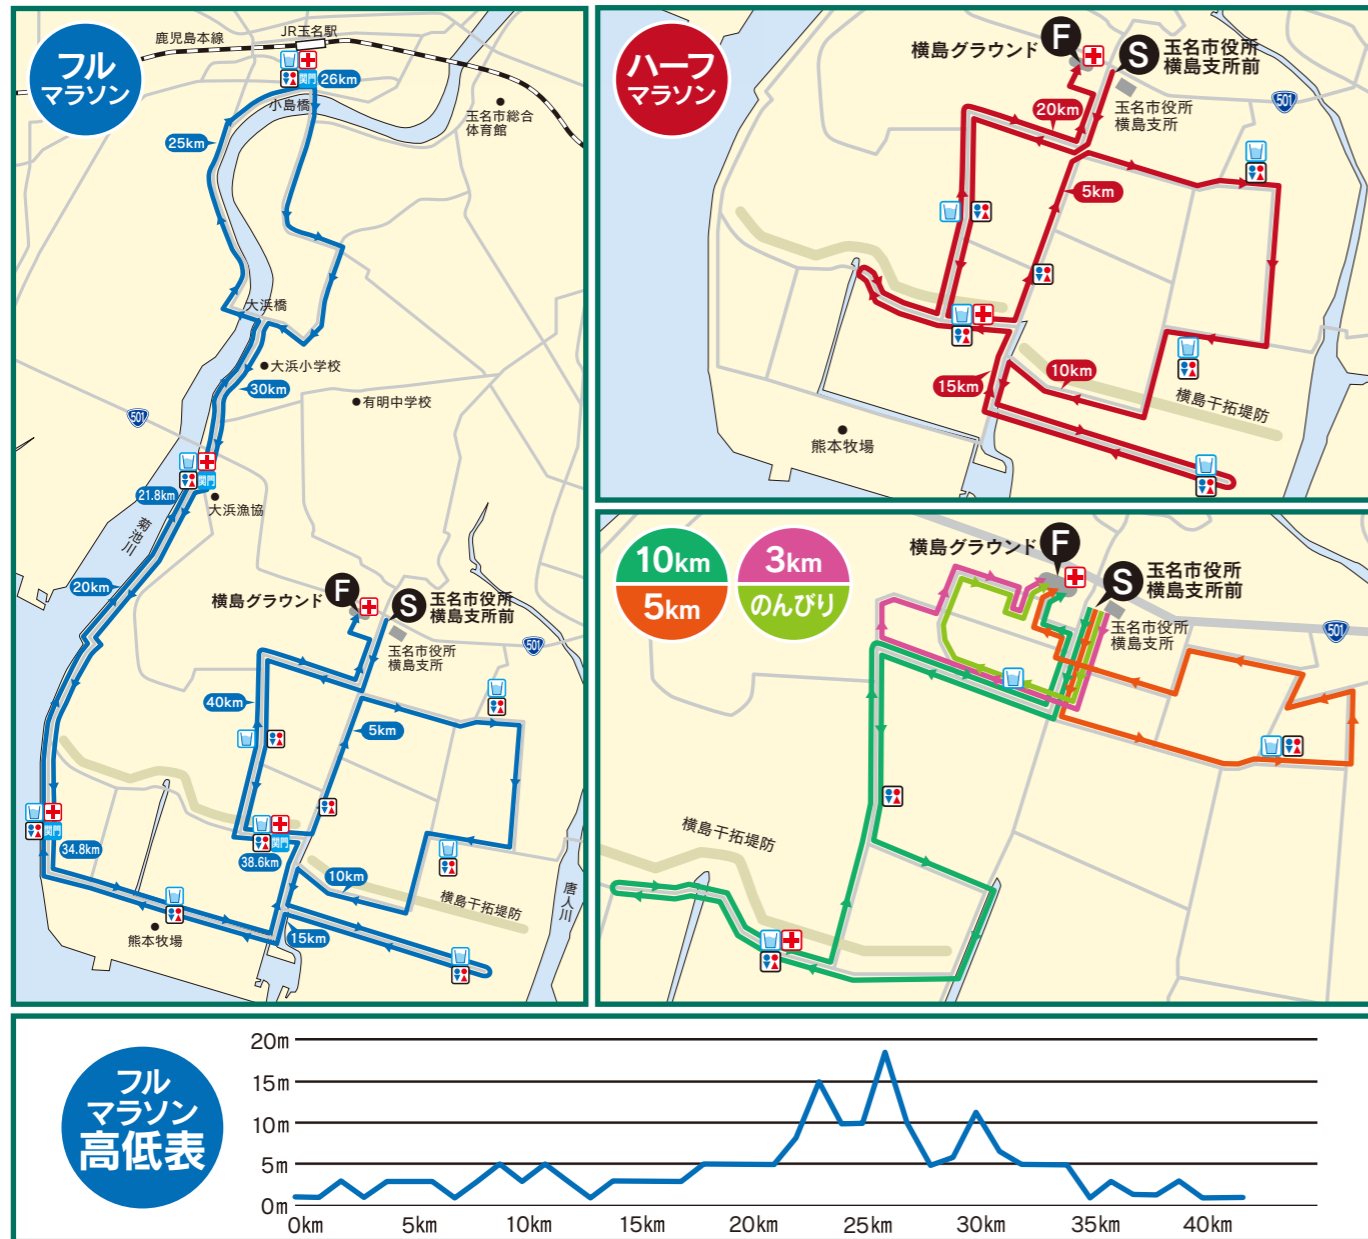 フル
マラソン
鹿児島本線
JR玉名駅
関門
26km
小島橋
玉名市総合
体育館
25km
大浜橋
大浜小学校
30km
有明中学校
501
関門
21.8km
大浜漁協
菊池川
20km
横島グラウンド
F
S
玉名市役所
横島支所前
玉名市役所
横島支所
501
40km
5km
関門
34.8km
関門
38.6km
10km
横島干拓堤防
唐人川
熊本牧場
15km
ハーフ
マラソン
横島グラウンド
F
S
玉名市役所
横島支所前
玉名市役所
横島支所
501
20km
5km
10km
15km
横島干拓堤防
熊本牧場
10km
5km
3km
のんびり
横島グラウンド
F
S
玉名市役所
横島支所前
玉名市役所
横島支所
501
横島干拓堤防
フル
マラソン
高低表
20m
15m
10m
5m
0m
0km
5km
10km
15km
20km
25km
30km
35km
40km